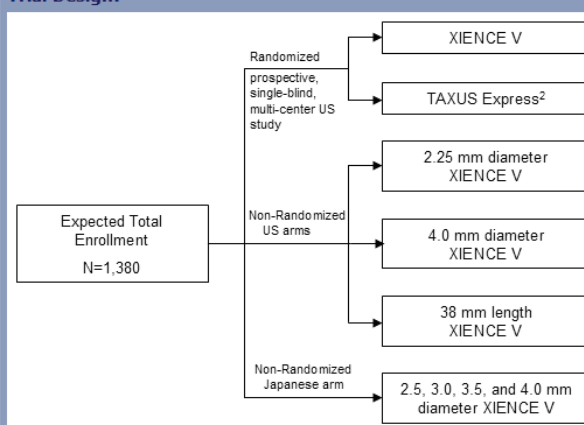 Trial Design:
Randomized
prospective,
single-blind,
multi-center US
study
XIENCE V
TAXUS Express²
Non-Randomized
US arms
2.25 mm diameter
XIENCE V
Expected Total
Enrollment
N=1,380
4.0 mm diameter
XIENCE V
38 mm length
XIENCE V
Non-Randomized
Japanese arm
2.5, 3.0, 3.5, and 4.0 mm
diameter XIENCE V